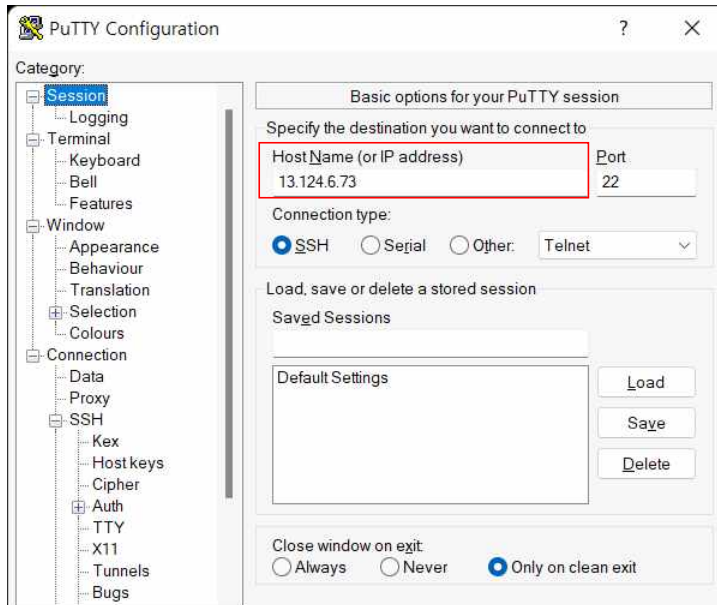 PuTTY Configuration
? ×
Category:
Session
Logging
Terminal
Keyboard
Bell
Features
Window
Appearance
Behaviour
Translation
Selection
Colours
Connection
Data
Proxy
SSH
Kex
Host keys
Cipher
Auth
TTY
X11
Tunnels
Bugs
Basic options for your PuTTY session
Specify the destination you want to connect to
Host Name (or IP address) Port
13.124.6.73 22
Connection type:
SSH Serial Other: Telnet
Load, save or delete a stored session
Saved Sessions
Default Settings
Load
Save
Delete
Close window on exit:
Always Never Only on clean exit